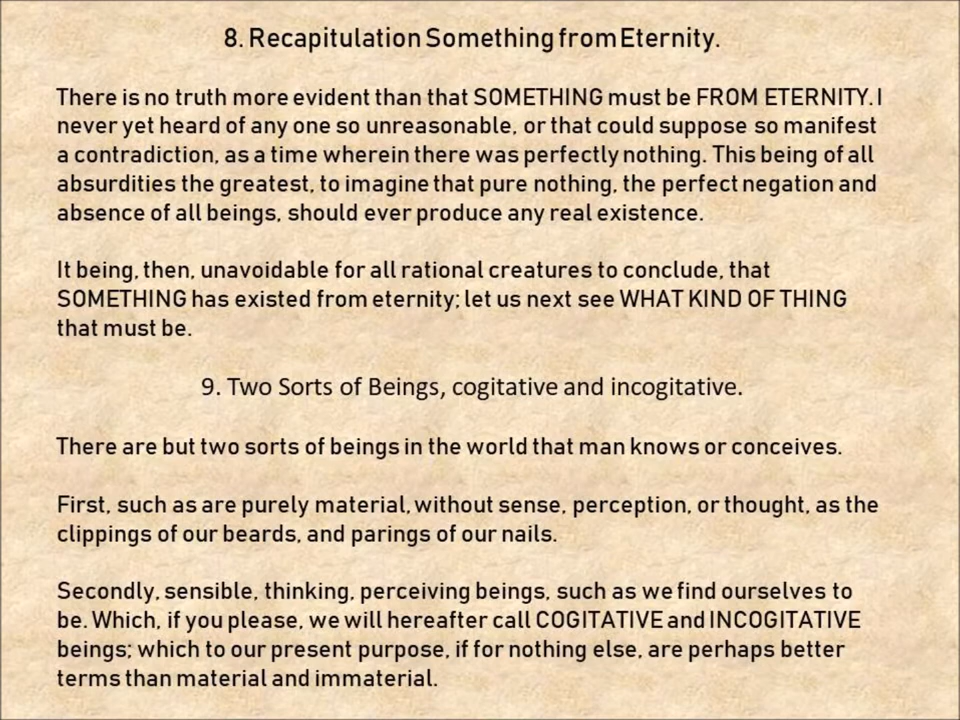 8. Recapitulation Something from Eternity.
There is no truth more evident than that SOMETHING must be FROM ETERNITY. I
never yet heard of any one so unreasonable, or that could suppose so manifest
a contradiction, as a time wherein there was perfectly nothing. This being of all
absurdities the greatest, to imagine that pure nothing, the perfect negation and
absence of all beings, should ever produce any real existence.
It being, then, unavoidable for all rational creatures to conclude, that
SOMETHING has existed from eternity; let us next see WHAT KIND OF THING
that must be.
9. Two Sorts of Beings, cogitative and incogitative.
There are but two sorts of beings in the world that man knows or conceives.
First, such as are purely material, without sense, perception, or thought, as the
clippings of our beards, and parings of our nails.
Secondly, sensible, thinking, perceiving beings, such as we find ourselves to
be. Which, if you please, we will hereafter call COGITATIVE and INCOGITATIVE
beings; which to our present purpose, if for nothing else, are perhaps better
terms than material and immaterial.